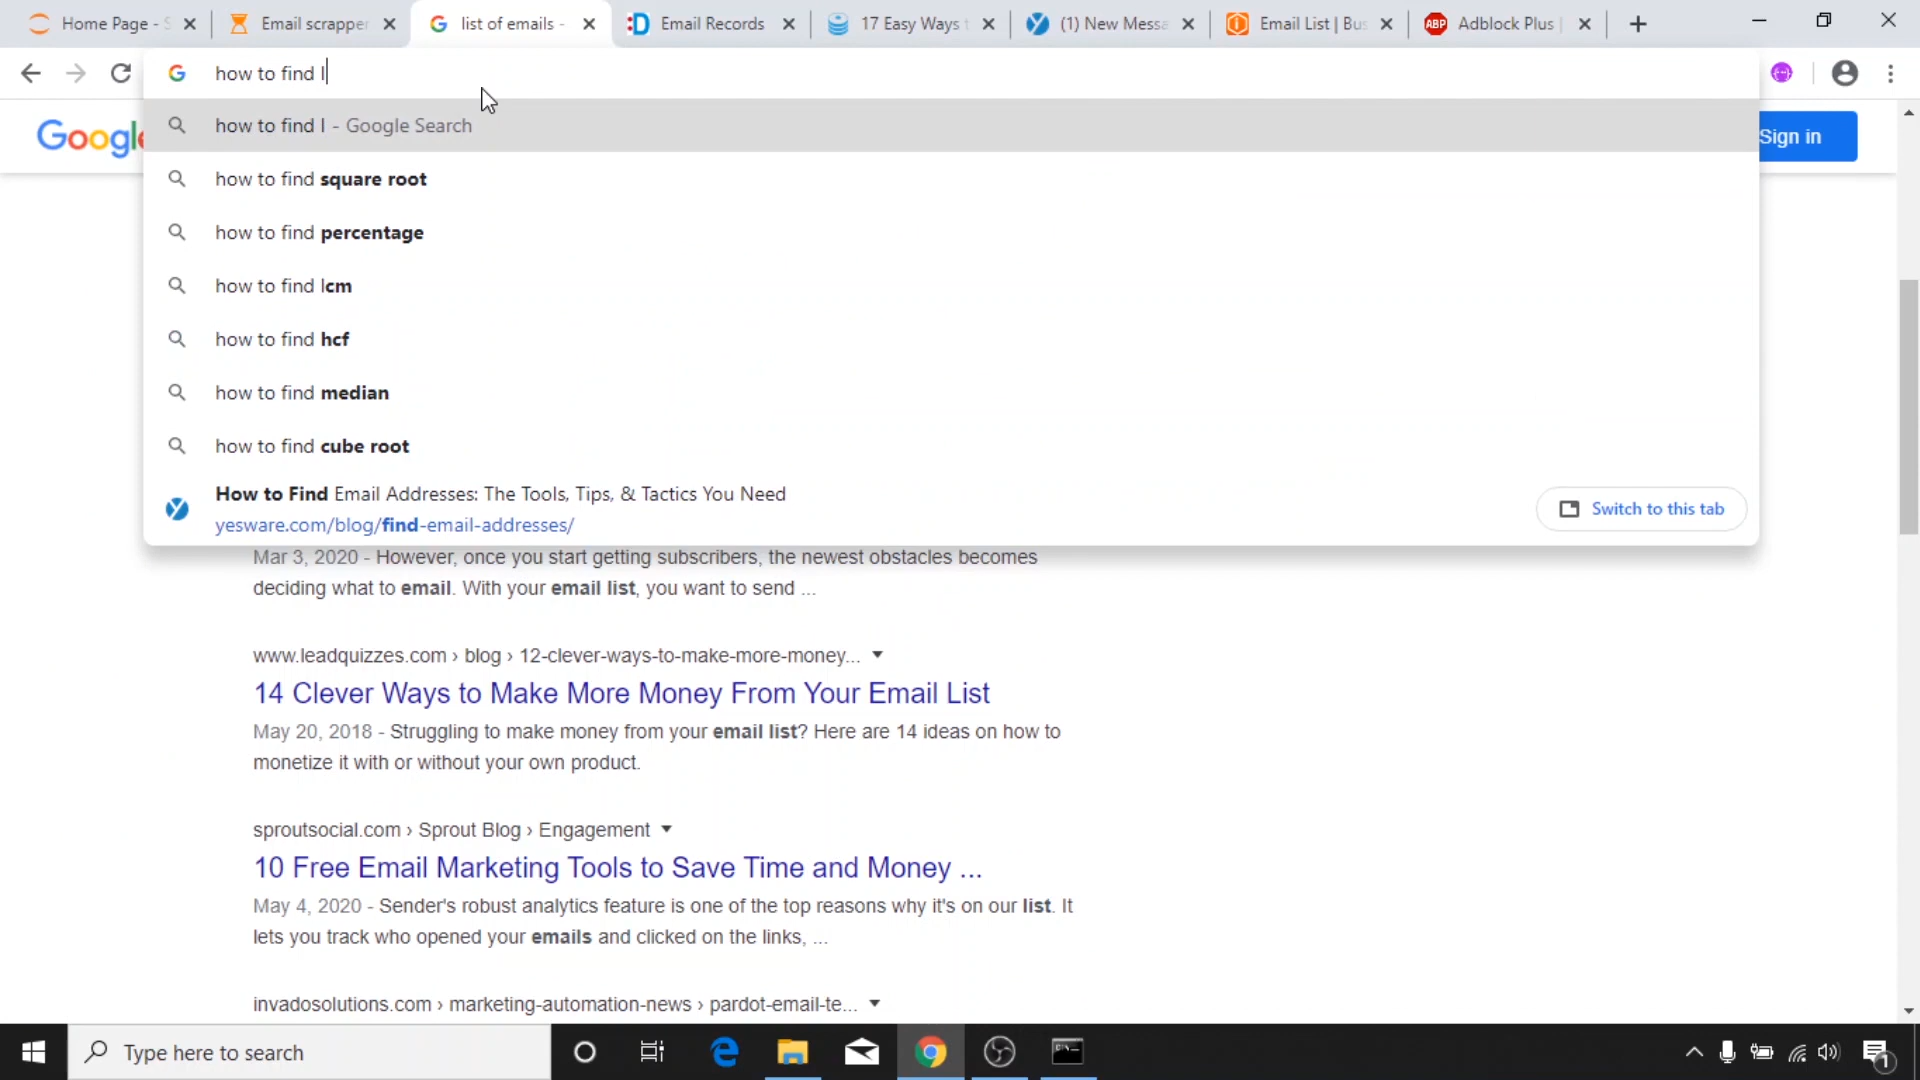 Home Page - S
Email scrapper
list of emails -
Email Records
17 Easy Ways t
(1) New Messa
Email List | Bus
ABP Adblock Plus |
how to find l
how to find l - Google Search
Google
Sign in
how to find square root
how to find percentage
how to find lcm
how to find hcf
how to find median
how to find cube root
How to Find Email Addresses: The Tools, Tips, & Tactics You Need
yesware.com/blog/find-email-addresses/
Switch to this tab
Mar 3, 2020 - However, once you start getting subscribers, the newest obstacles becomes
deciding what to email. With your email list, you want to send ...
www.leadquizzes.com › blog › 12-clever-ways-to-make-more-money...
14 Clever Ways to Make More Money From Your Email List
May 20, 2018 - Struggling to make money from your email list? Here are 14 ideas on how to
monetize it with or without your own product.
sproutsocial.com › Sprout Blog › Engagement
10 Free Email Marketing Tools to Save Time and Money ...
May 4, 2020 - Sender's robust analytics feature is one of the top reasons why it's on our list. It
lets you track who opened your emails and clicked on the links, ...
invadosolutions.com › marketing-automation-news › pardot-email-te...
Type here to search
1